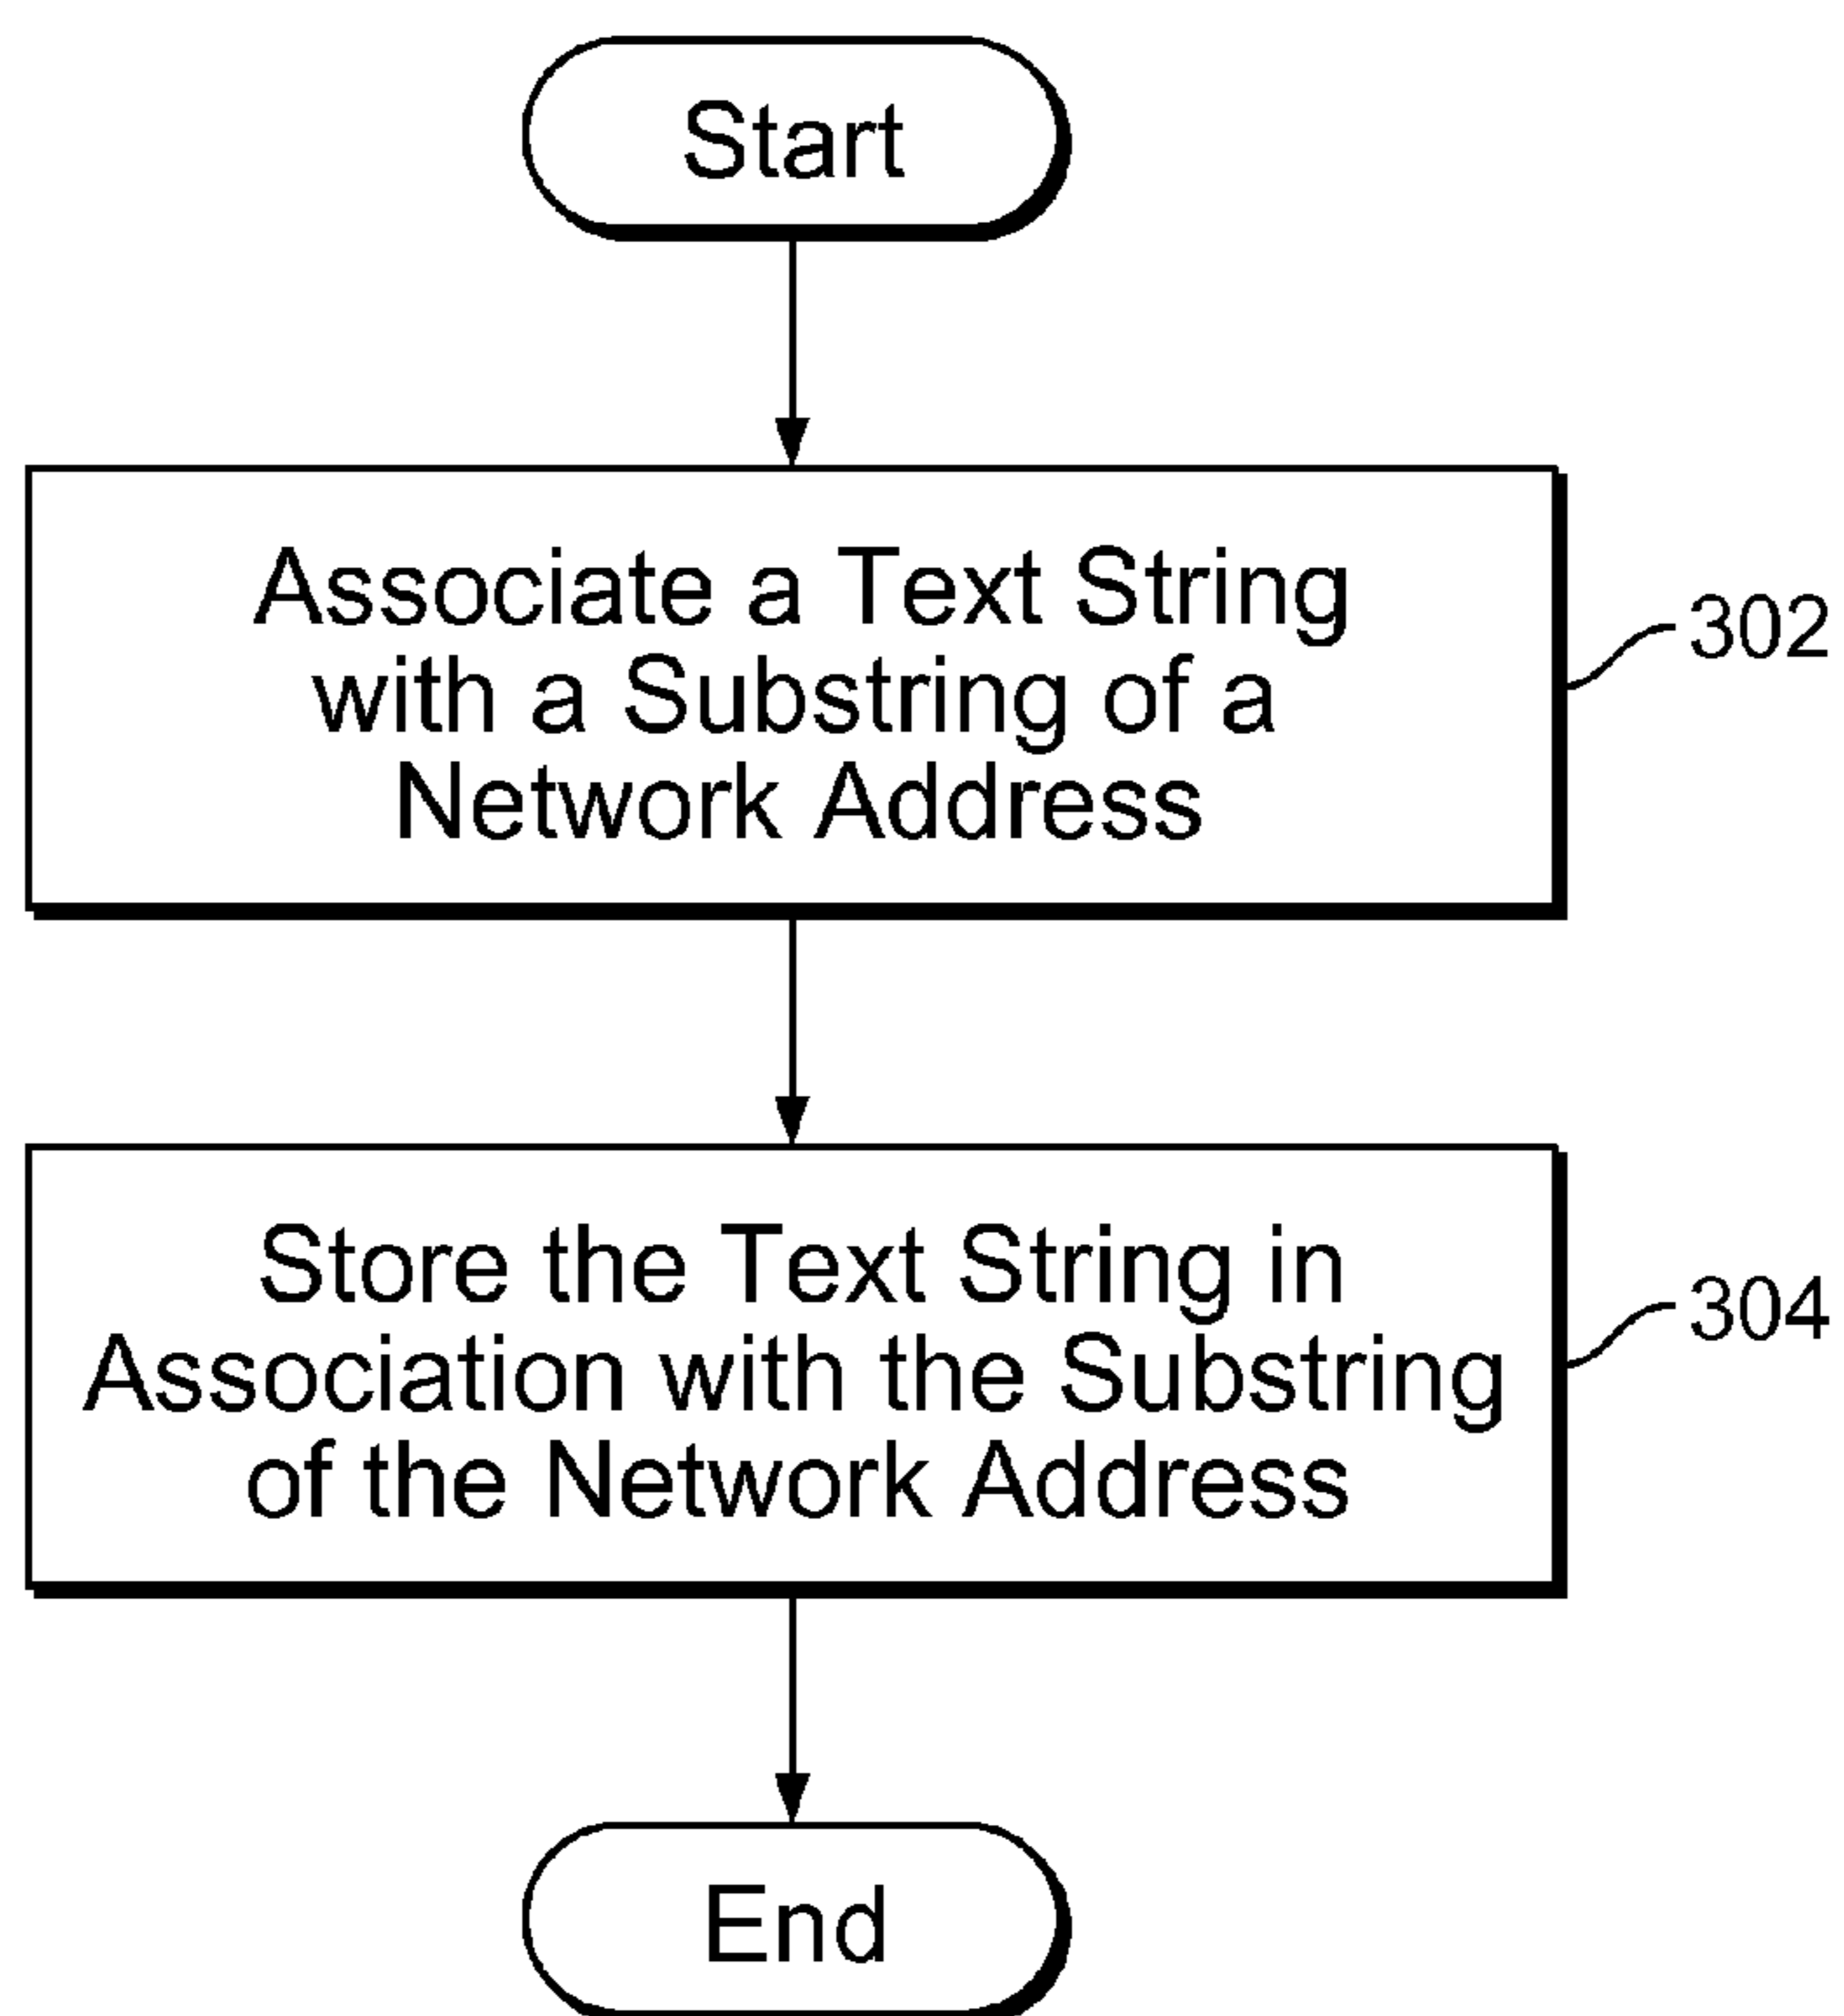 Start
Associate a Text String
with a Substring of a
Network Address
302
Store the Text String in
Association with the Substring
of the Network Address
304
End